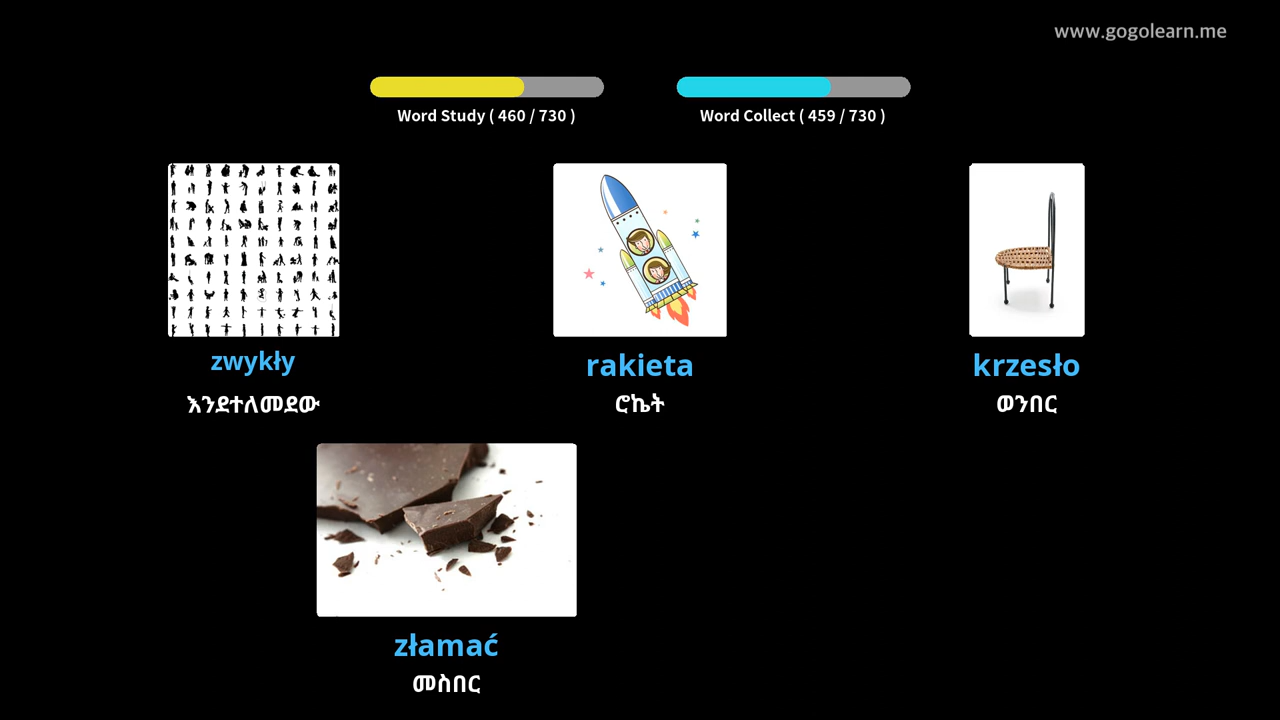 www.gogolearn.me
Word Study ( 460 / 730 )
Word Collect ( 459 / 730 )
zwykły
rakieta
krzesło
እንደተለመደው
ሮኬት
ወንበር
złamać
መስበር